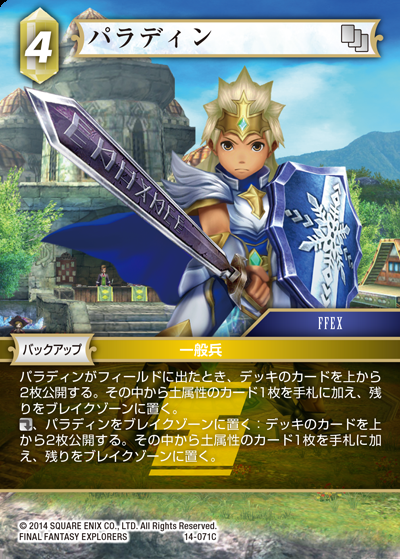 4
パラディン
FFEX
バックアップ
一般兵
パラディンがフィールドに出たとき、デッキのカードを上から
2枚公開する。その中から土属性のカード1枚を手札に加え、残
りをブレイクゾーンに置く。
、パラディンをブレイクゾーンに置く：デッキのカードを上
から2枚公開する。その中から土属性のカード1枚を手札に加
え、残りをブレイクゾーンに置く。
© 2014 SQUARE ENIX CO., LTD. All Rights Reserved.
FINAL FANTASY EXPLORERS
14-071C